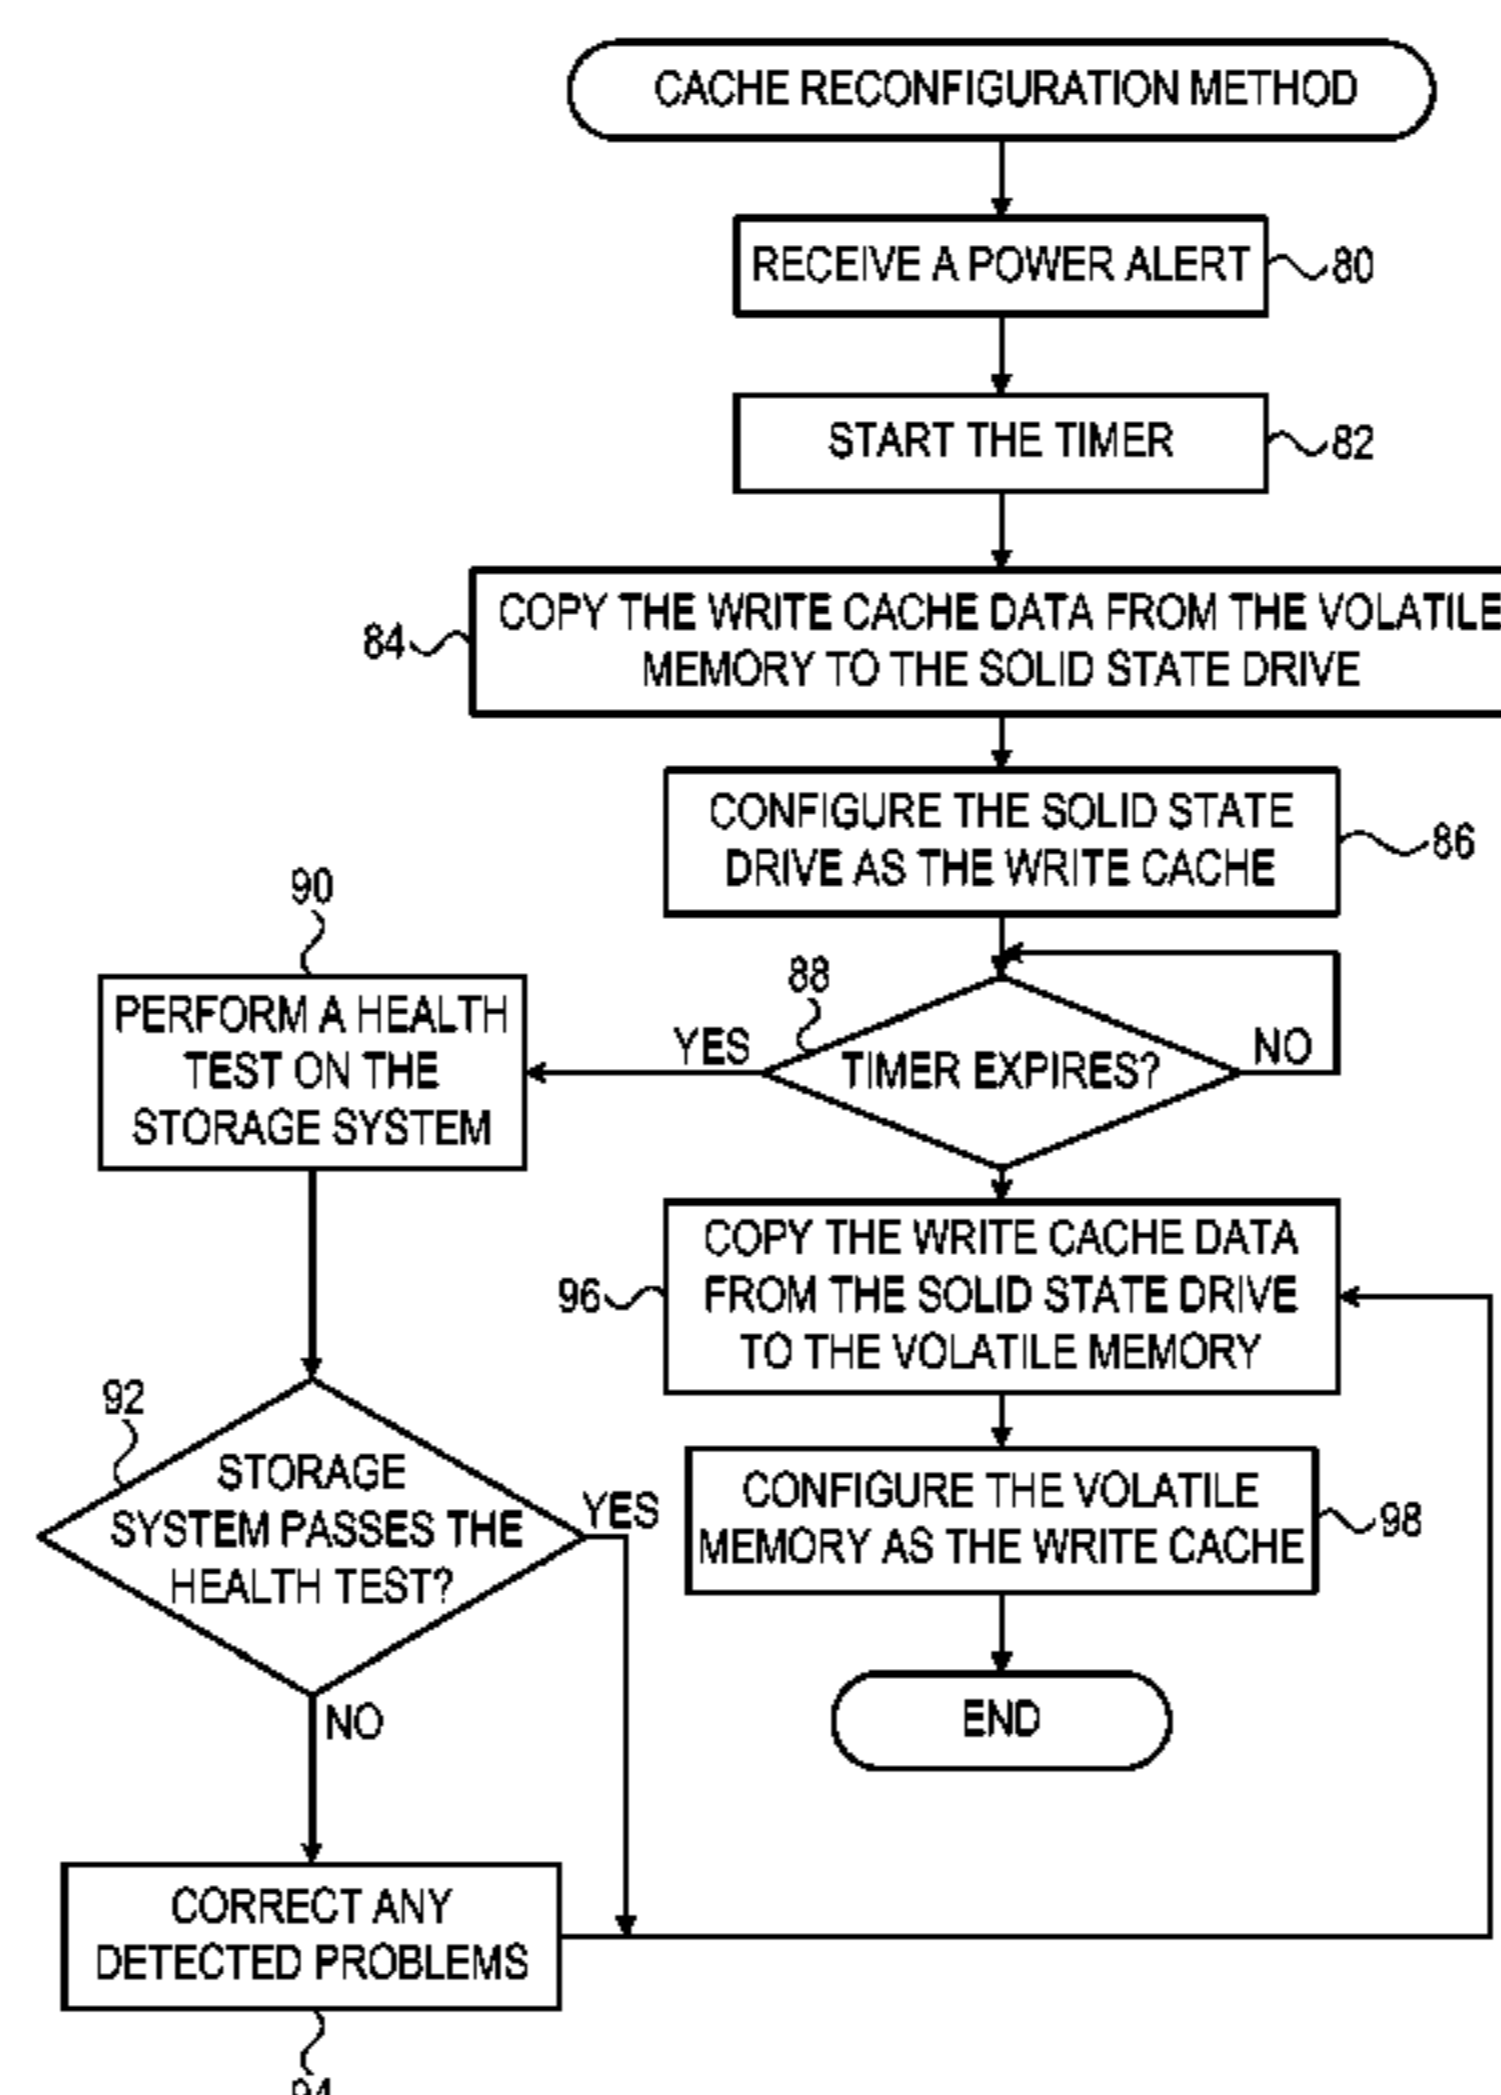 CACHE RECONFIGURATION METHOD
RECEIVE A POWER ALERT
80
START THE TIMER
82
COPY THE WRITE CACHE DATA FROM THE VOLATILE
MEMORY TO THE SOLID STATE DRIVE
84
CONFIGURE THE SOLID STATE
DRIVE AS THE WRITE CACHE
86
88
TIMER EXPIRES?
YES
NO
90
PERFORM A HEALTH
TEST ON THE
STORAGE SYSTEM
92
STORAGE
SYSTEM PASSES THE
HEALTH TEST?
YES
NO
CORRECT ANY
DETECTED PROBLEMS
94
96
COPY THE WRITE CACHE DATA
FROM THE SOLID STATE DRIVE
TO THE VOLATILE MEMORY
CONFIGURE THE VOLATILE
MEMORY AS THE WRITE CACHE
98
END